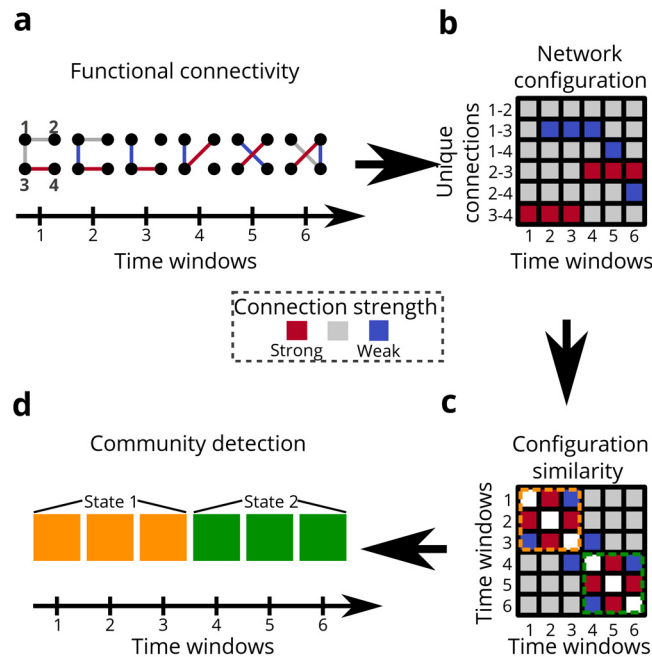 a
Functional connectivity
1 2
3 4
1 2 3 4 5 6
Time windows
b
Network
configuration
Unique
connections
1-2
1-3
1-4
2-3
2-4
3-4
1 2 3 4 5 6
Time windows
Connection strength
Strong Weak
c
Configuration
similarity
Time windows
1
2
3
4
5
6
1 2 3 4 5 6
Time windows
d
Community detection
State 1 State 2
1 2 3 4 5 6
Time windows